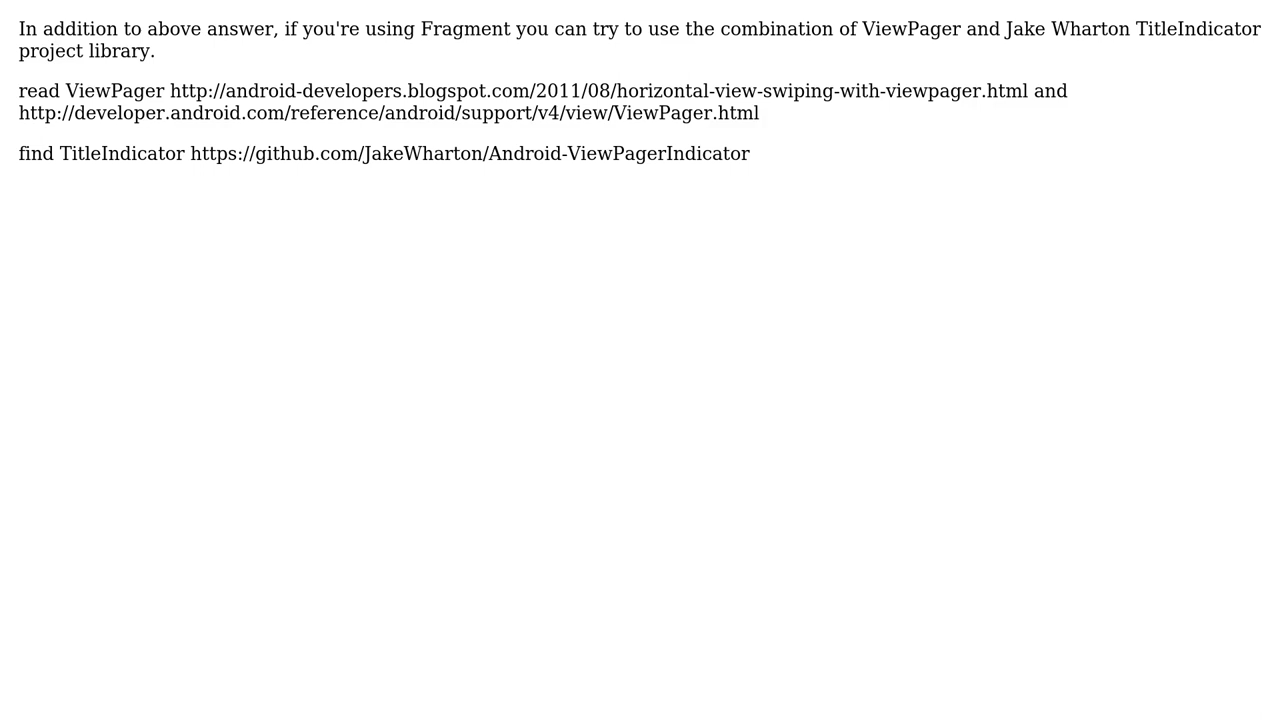 In addition to above answer, if you're using Fragment you can try to use the combination of ViewPager and Jake Wharton TitleIndicator
project library.
read ViewPager http://android-developers.blogspot.com/2011/08/horizontal-view-swiping-with-viewpager.html and
http://developer.android.com/reference/android/support/v4/view/ViewPager.html
find TitleIndicator https://github.com/JakeWharton/Android-ViewPagerIndicator